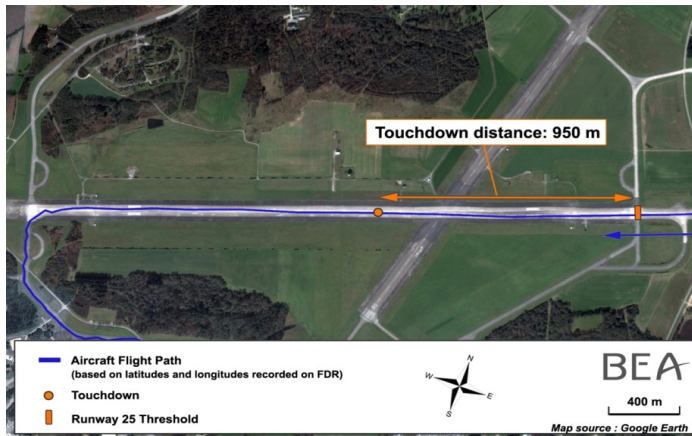 Touchdown distance: 950 m
Aircraft Flight Path
(based on latitudes and longitudes recorded on FDR)
Touchdown
Runway 25 Threshold
N
W
E
S
BEA
400 m
Map source : Google Earth